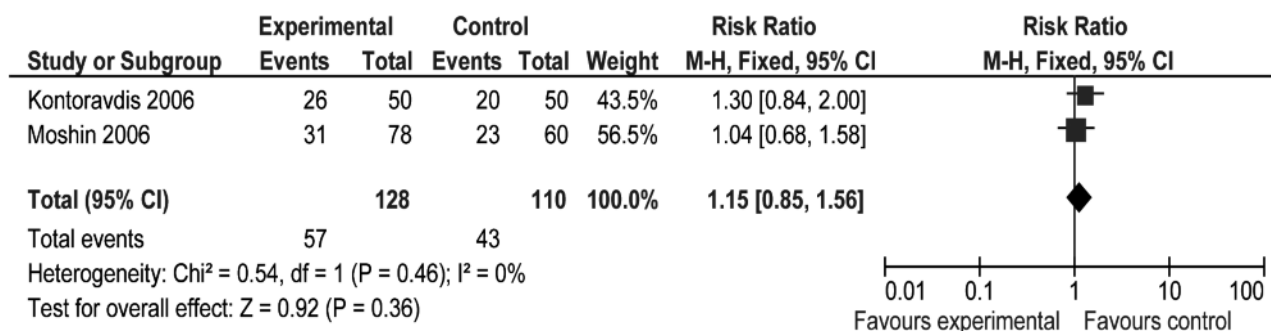 Experimental Control Risk Ratio Risk Ratio
Study or Subgroup Events Total Events Total Weight M-H, Fixed, 95% CI M-H, Fixed, 95% CI
Kontoravdis 2006 26 50 20 50 43.5% 1.30 [0.84, 2.00]
Moshin 2006 31 78 23 60 56.5% 1.04 [0.68, 1.58]
Total (95% CI) 128 110 100.0% 1.15 [0.85, 1.56]
Total events 57 43
Heterogeneity: Chi² = 0.54, df = 1 (P = 0.46); I² = 0%
Test for overall effect: Z = 0.92 (P = 0.36)
0.01 0.1 1 10 100
Favours experimental Favours control